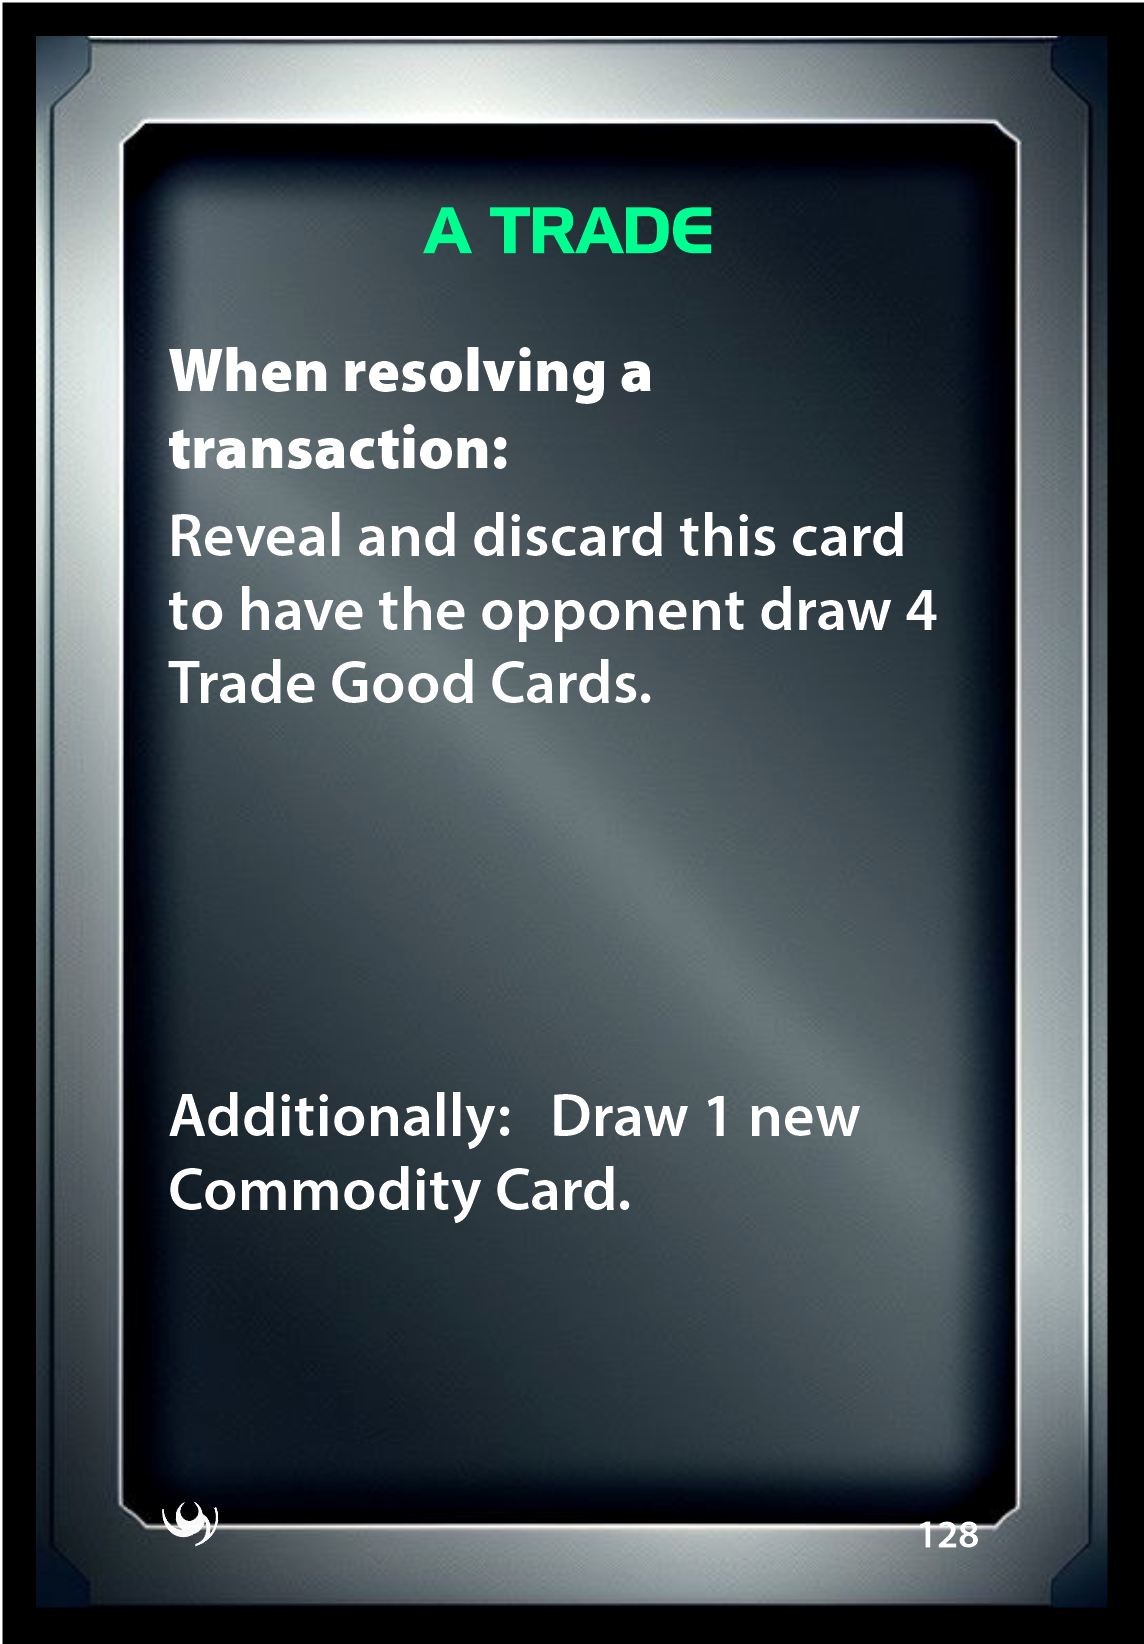 A TRADE
When resolving a
transaction:
Reveal and discard this card
to have the opponent draw 4
Trade Good Cards.
Additionally:   Draw 1 new
Commodity Card.
128